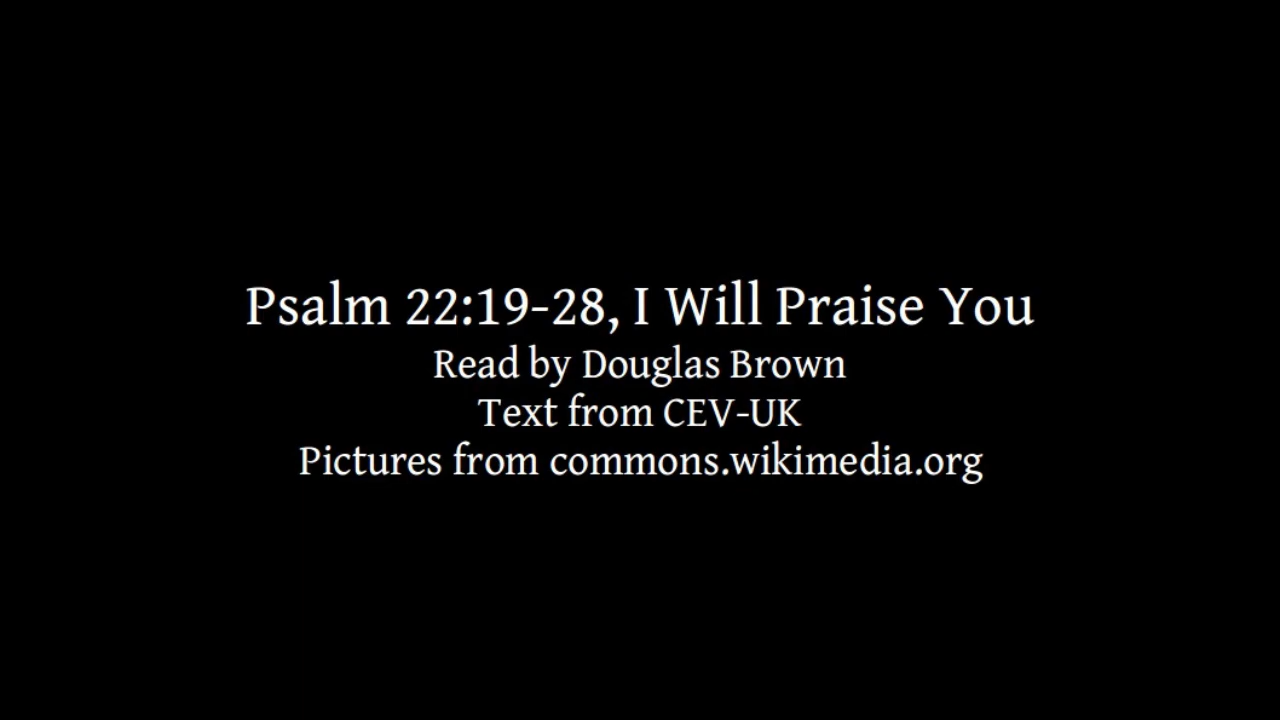 Psalm 22:19-28, I Will Praise You
Read by Douglas Brown
Text from CEV-UK
Pictures from commons.wikimedia.org